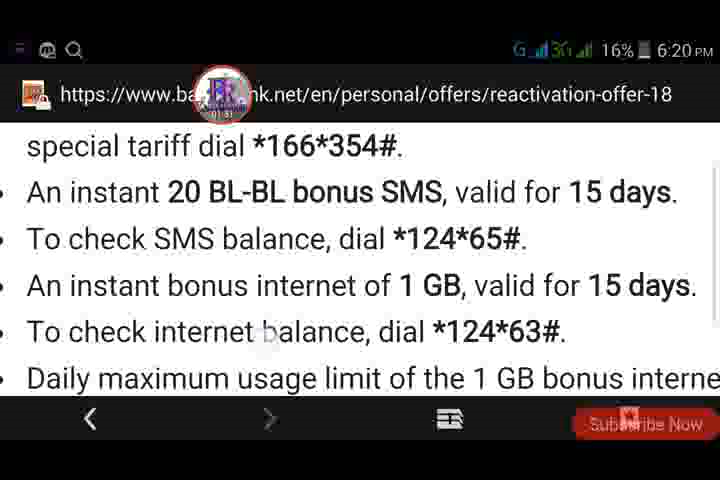 G 3G 16% 6:20 PM
https://www.ba nk.net/en/personal/offers/reactivation-offer-18
01:31
special tariff dial *166*354#.
• An instant 20 BL-BL bonus SMS, valid for 15 days.
• To check SMS balance, dial *124*65#.
• An instant bonus internet of 1 GB, valid for 15 days.
• To check internet balance, dial *124*63#.
• Daily maximum usage limit of the 1 GB bonus interne
Subscribe Now